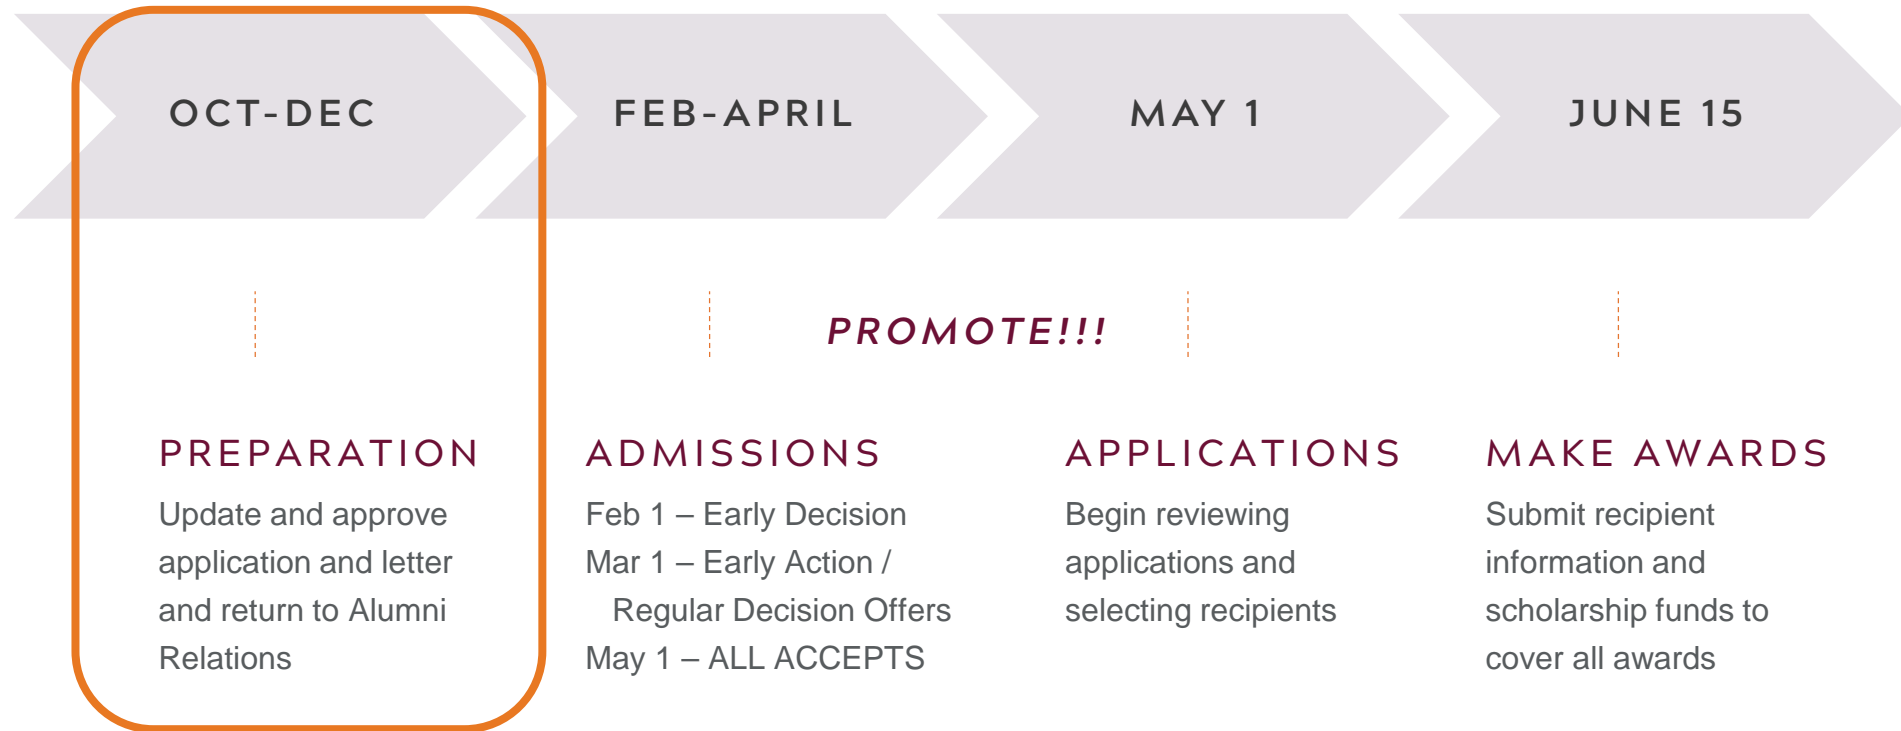 OCT-DEC
FEB-APRIL
MAY 1
JUNE 15
PROMOTE!!!
PREPARATION
Update and approve
application and letter
and return to Alumni
Relations
ADMISSIONS
Feb 1 – Early Decision
Mar 1 – Early Action /
Regular Decision Offers
May 1 – ALL ACCEPTS
APPLICATIONS
Begin reviewing
applications and
selecting recipients
MAKE AWARDS
Submit recipient
information and
scholarship funds to
cover all awards